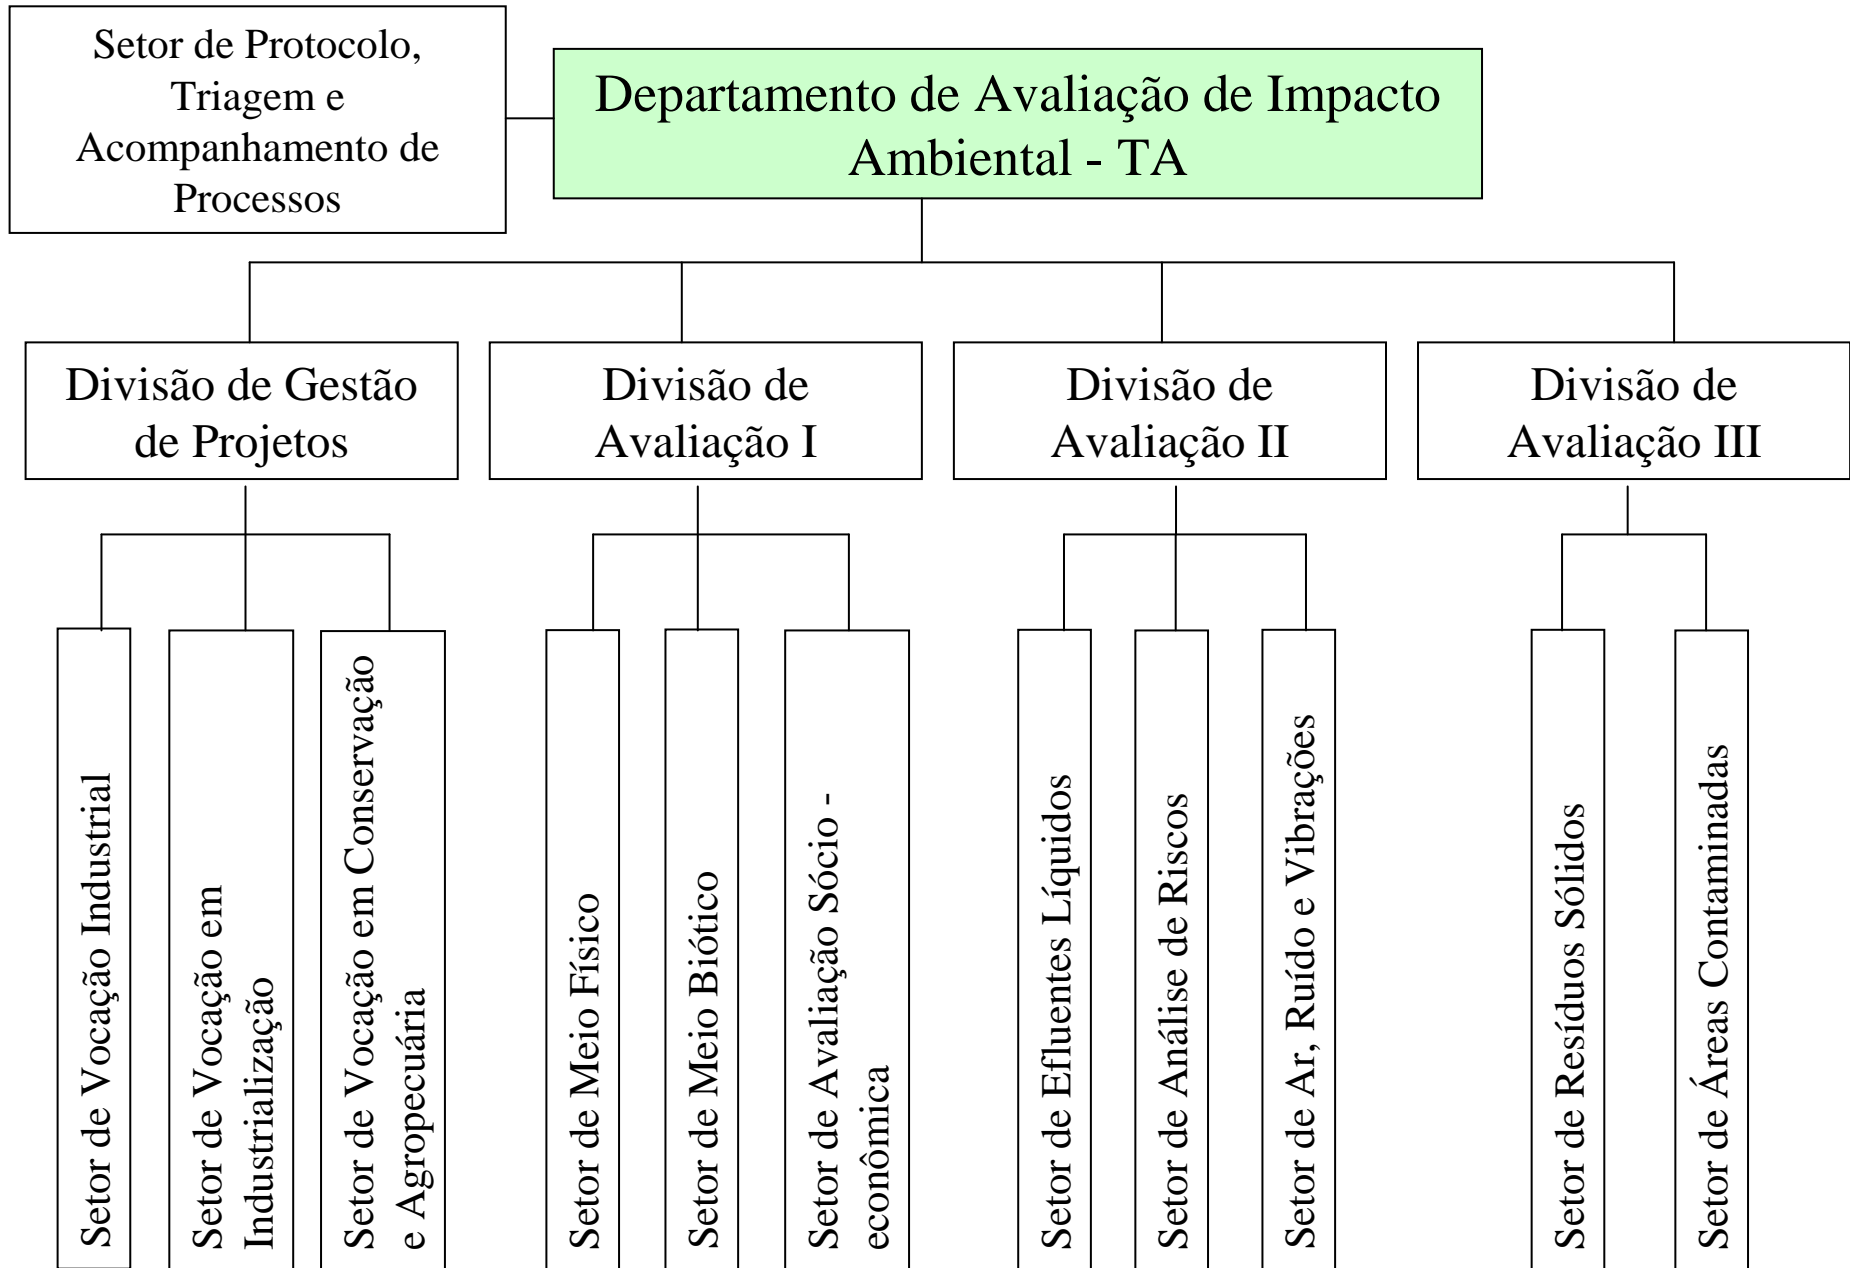 Setor de Protocolo,
Triagem e
Acompanhamento de
Processos
Departamento de Avaliação de Impacto
Ambiental - TA
Divisão de Gestão
de Projetos
Divisão de
Avaliação I
Divisão de
Avaliação II
Divisão de
Avaliação III
Setor de Vocação Industrial
Setor de Vocação em
Industrialização
Setor de Vocação em Conservação
e Agropecuária
Setor de Meio Físico
Setor de Meio Biótico
Setor de Avaliação Sócio -
econômica
Setor de Efluentes Líquidos
Setor de Análise de Riscos
Setor de Ar, Ruído e Vibrações
Setor de Resíduos Sólidos
Setor de Áreas Contaminadas